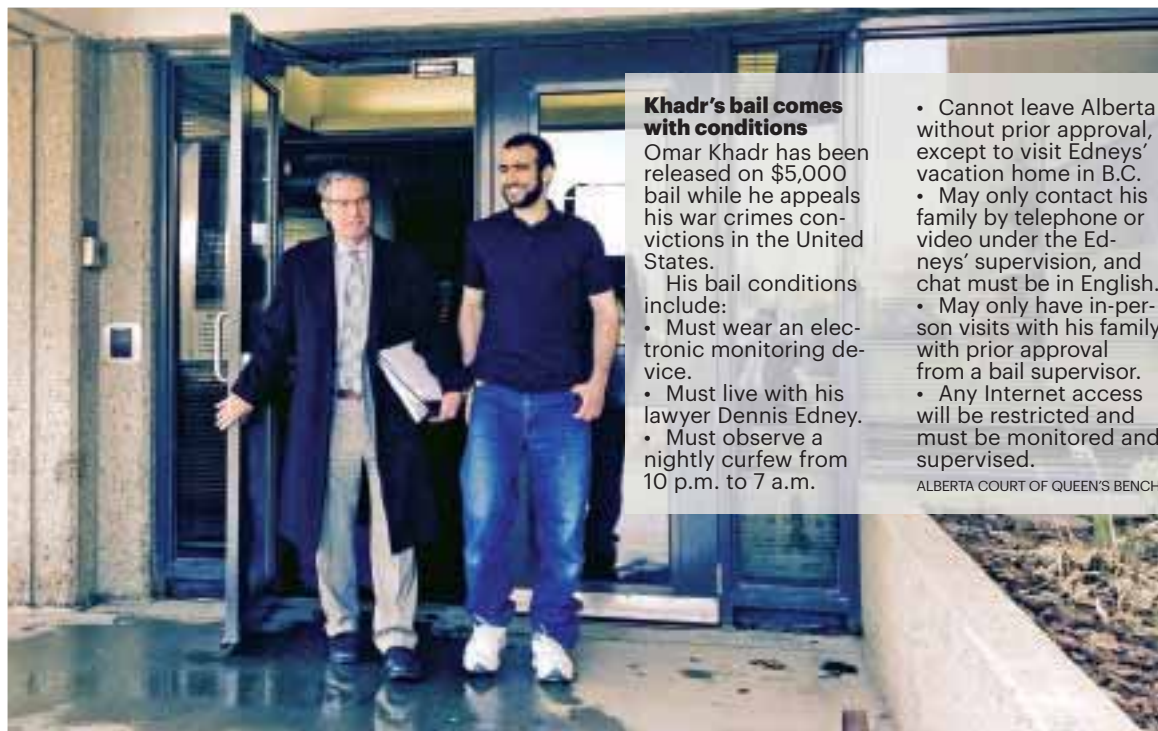 Khadr's bail comes
with conditions
Omar Khadr has been
released on $5,000
bail while he appeals
his war crimes con-
victions in the United
States.
His bail conditions
include:
• Must wear an elec-
tronic monitoring de-
vice.
• Must live with his
lawyer Dennis Edney.
• Must observe a
nightly curfew from
10 p.m. to 7 a.m.
• Cannot leave Alberta
without prior approval,
except to visit Edneys'
vacation home in B.C.
• May only contact his
family by telephone or
video under the Ed-
neys' supervision, and
chat must be in English.
• May only have in-per-
son visits with his family
with prior approval
from a bail supervisor.
• Any Internet access
will be restricted and
must be monitored and
supervised.
ALBERTA COURT OF QUEEN'S BENCH